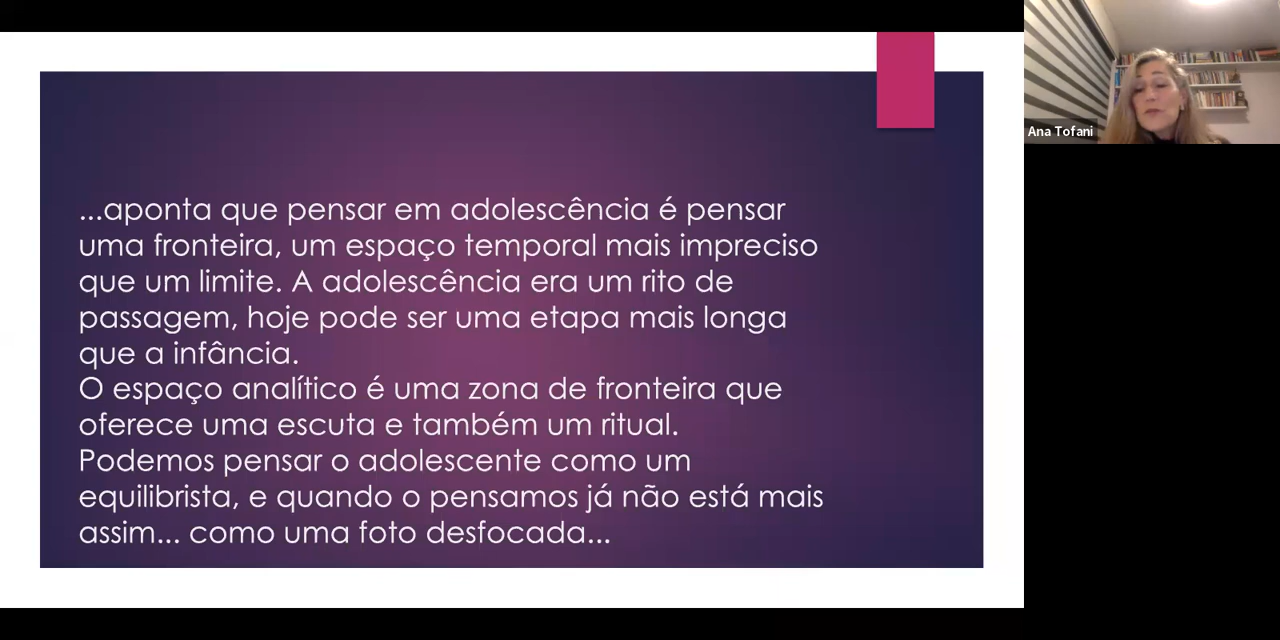 ...aponta que pensar em adolescência é pensar
uma fronteira, um espaço temporal mais impreciso
que um limite. A adolescência era um rito de
passagem, hoje pode ser uma etapa mais longa
que a infância.
O espaço analítico é uma zona de fronteira que
oferece uma escuta e também um ritual.
Podemos pensar o adolescente como um
equilibrista, e quando o pensamos já não está mais
assim... como uma foto desfocada...
Ana Tofani